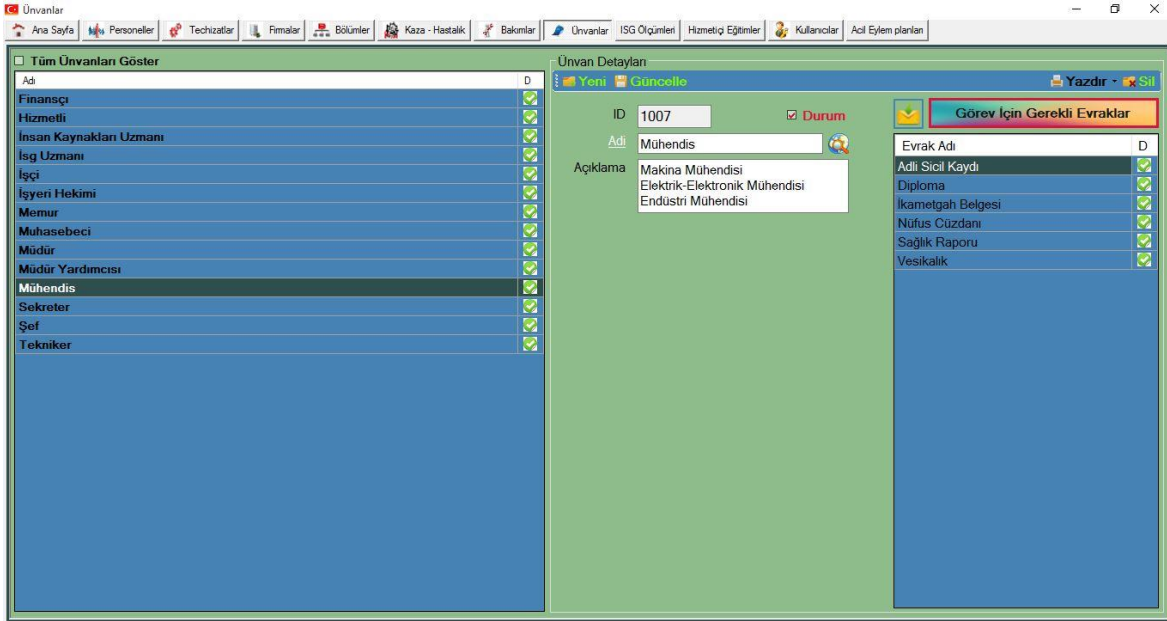 Ünvanlar
Ana Sayfa Personeller Techizatlar Firmalar Bölümler Kaza - Hastalık Bakımlar Ünvanlar ISG Ölçümleri Hizmetiçi Eğitimler Kullanıcılar Acil Eylem planları
Tüm Ünvanları Göster
Adı D
Finansçı
Hizmetli
İnsan Kaynakları Uzmanı
İsg Uzmanı
İşçi
İşyeri Hekimi
Memur
Muhasebeci
Müdür
Müdür Yardımcısı
Mühendis
Sekreter
Şef
Tekniker
Ünvan Detayları
Yeni Güncelle Yazdır Sil
ID 1007 Durum
Adi Mühendis
Açıklama Makina Mühendisi
Elektrik-Elektronik Mühendisi
Endüstri Mühendisi
Görev İçin Gerekli Evraklar
Evrak Adı D
Adli Sicil Kaydı
Diploma
İkametgah Belgesi
Nüfus Cüzdanı
Sağlık Raporu
Vesikalık